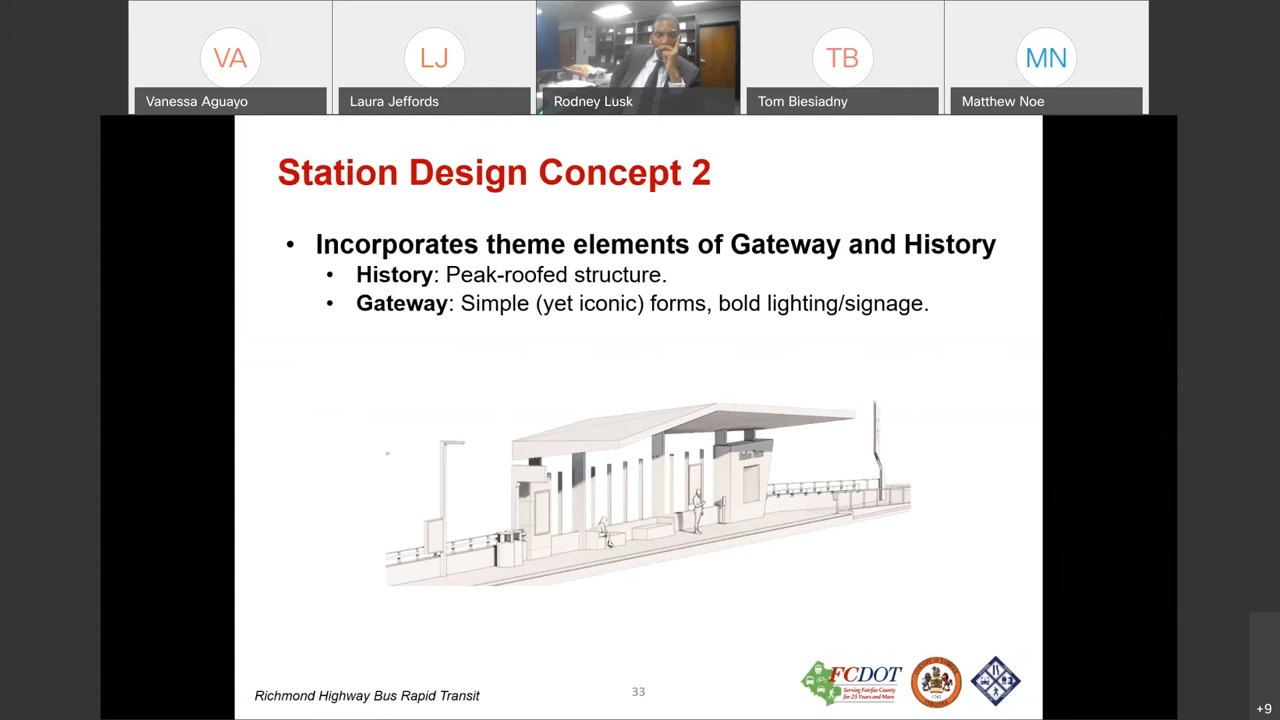 VA
LJ
TB
MN
Vanessa Aguayo
Laura Jeffords
Rodney Lusk
Tom Biesiadny
Matthew Noe
Station Design Concept 2
• Incorporates theme elements of Gateway and History
• History: Peak-roofed structure.
• Gateway: Simple (yet iconic) forms, bold lighting/signage.
Richmond Highway Bus Rapid Transit
33
FCDOT
Serving Fairfax County
for 25 Years and More
1742
+9